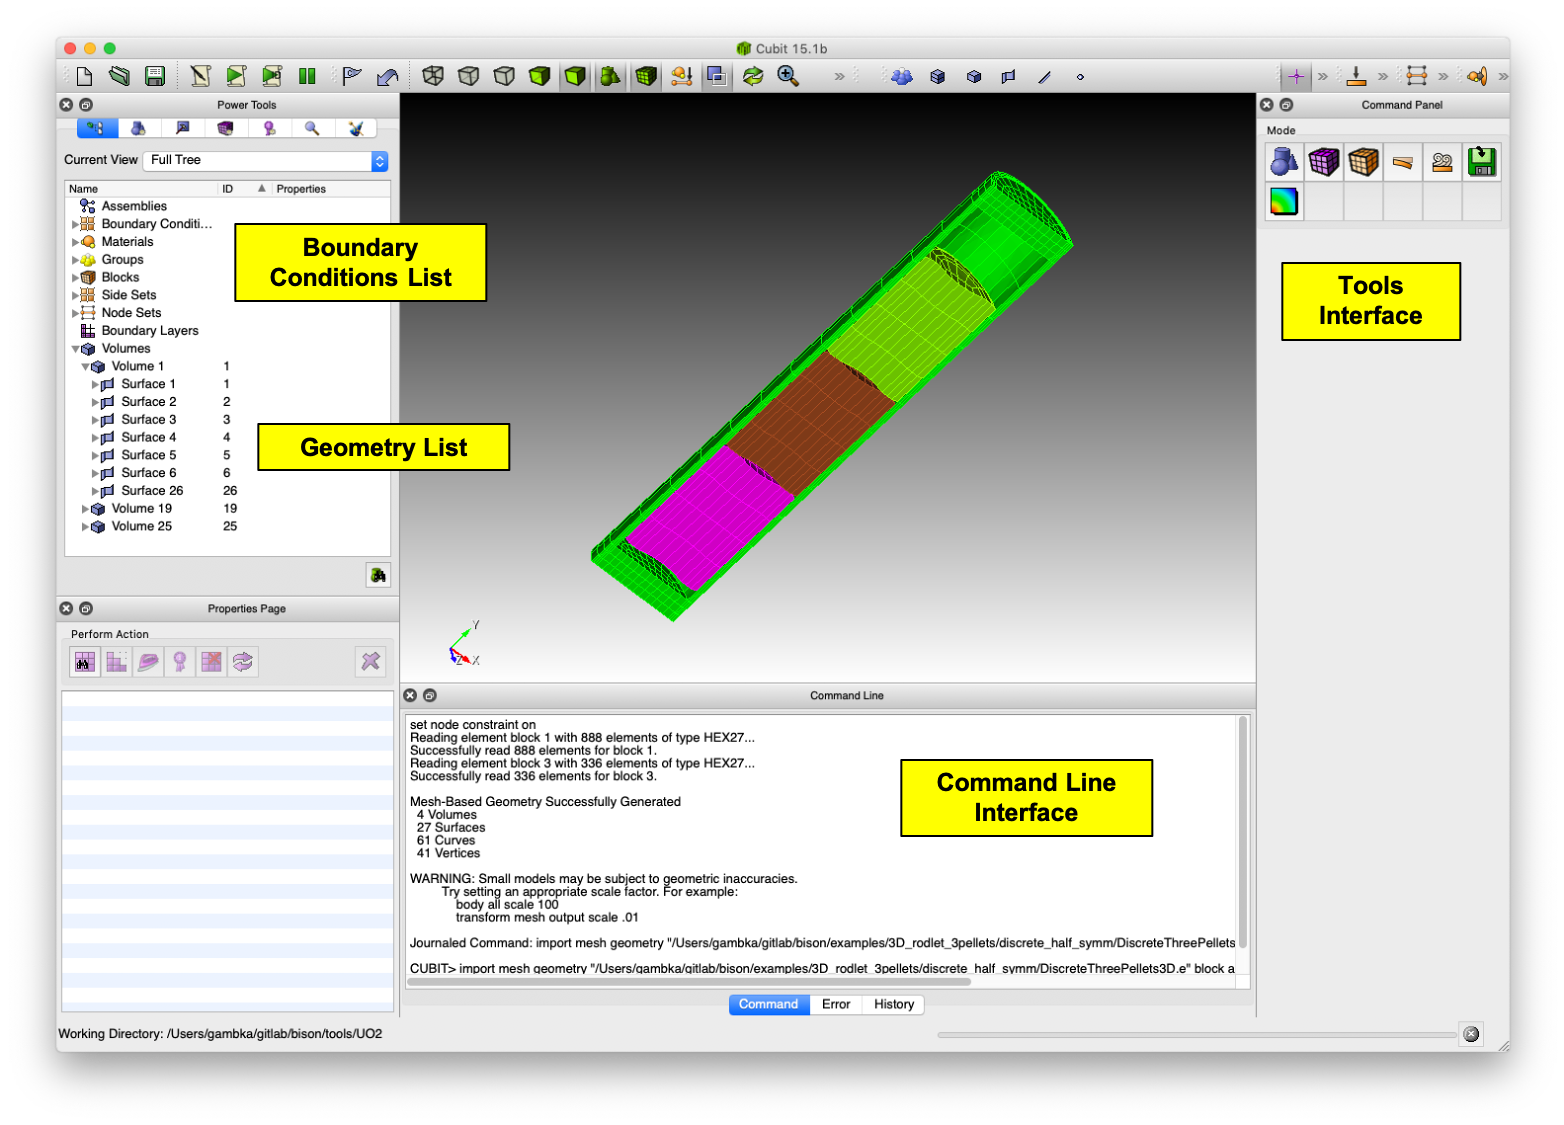 Cubit 15.1b
Power Tools
Current View Full Tree
Name ID Properties
Assemblies
Boundary Conditi...
Materials
Groups
Blocks
Side Sets
Node Sets
Boundary Layers
Volumes
Volume 1 1
Surface 1 1
Surface 2 2
Surface 3 3
Surface 4 4
Surface 5 5
Surface 6 6
Surface 26 26
Volume 19 19
Volume 25 25
Boundary
Conditions List
Geometry List
Properties Page
Perform Action
Y
Z X
Command Panel
Mode
Tools
Interface
Command Line
set node constraint on
Reading element block 1 with 888 elements of type HEX27...
Successfully read 888 elements for block 1.
Reading element block 3 with 336 elements of type HEX27...
Successfully read 336 elements for block 3.
Mesh-Based Geometry Successfully Generated
4 Volumes
27 Surfaces
61 Curves
41 Vertices
WARNING: Small models may be subject to geometric inaccuracies.
Try setting an appropriate scale factor. For example:
body all scale 100
transform mesh output scale .01
Journaled Command: import mesh geometry "/Users/gambka/gitlab/bison/examples/3D_rodlet_3pellets/discrete_half_symm/DiscreteThreePellets
CUBIT> import mesh geometry "/Users/gambka/gitlab/bison/examples/3D_rodlet_3pellets/discrete_half_symm/DiscreteThreePellets3D.e" block a
Command Line
Interface
Command Error History
Working Directory: /Users/gambka/gitlab/bison/tools/UO2